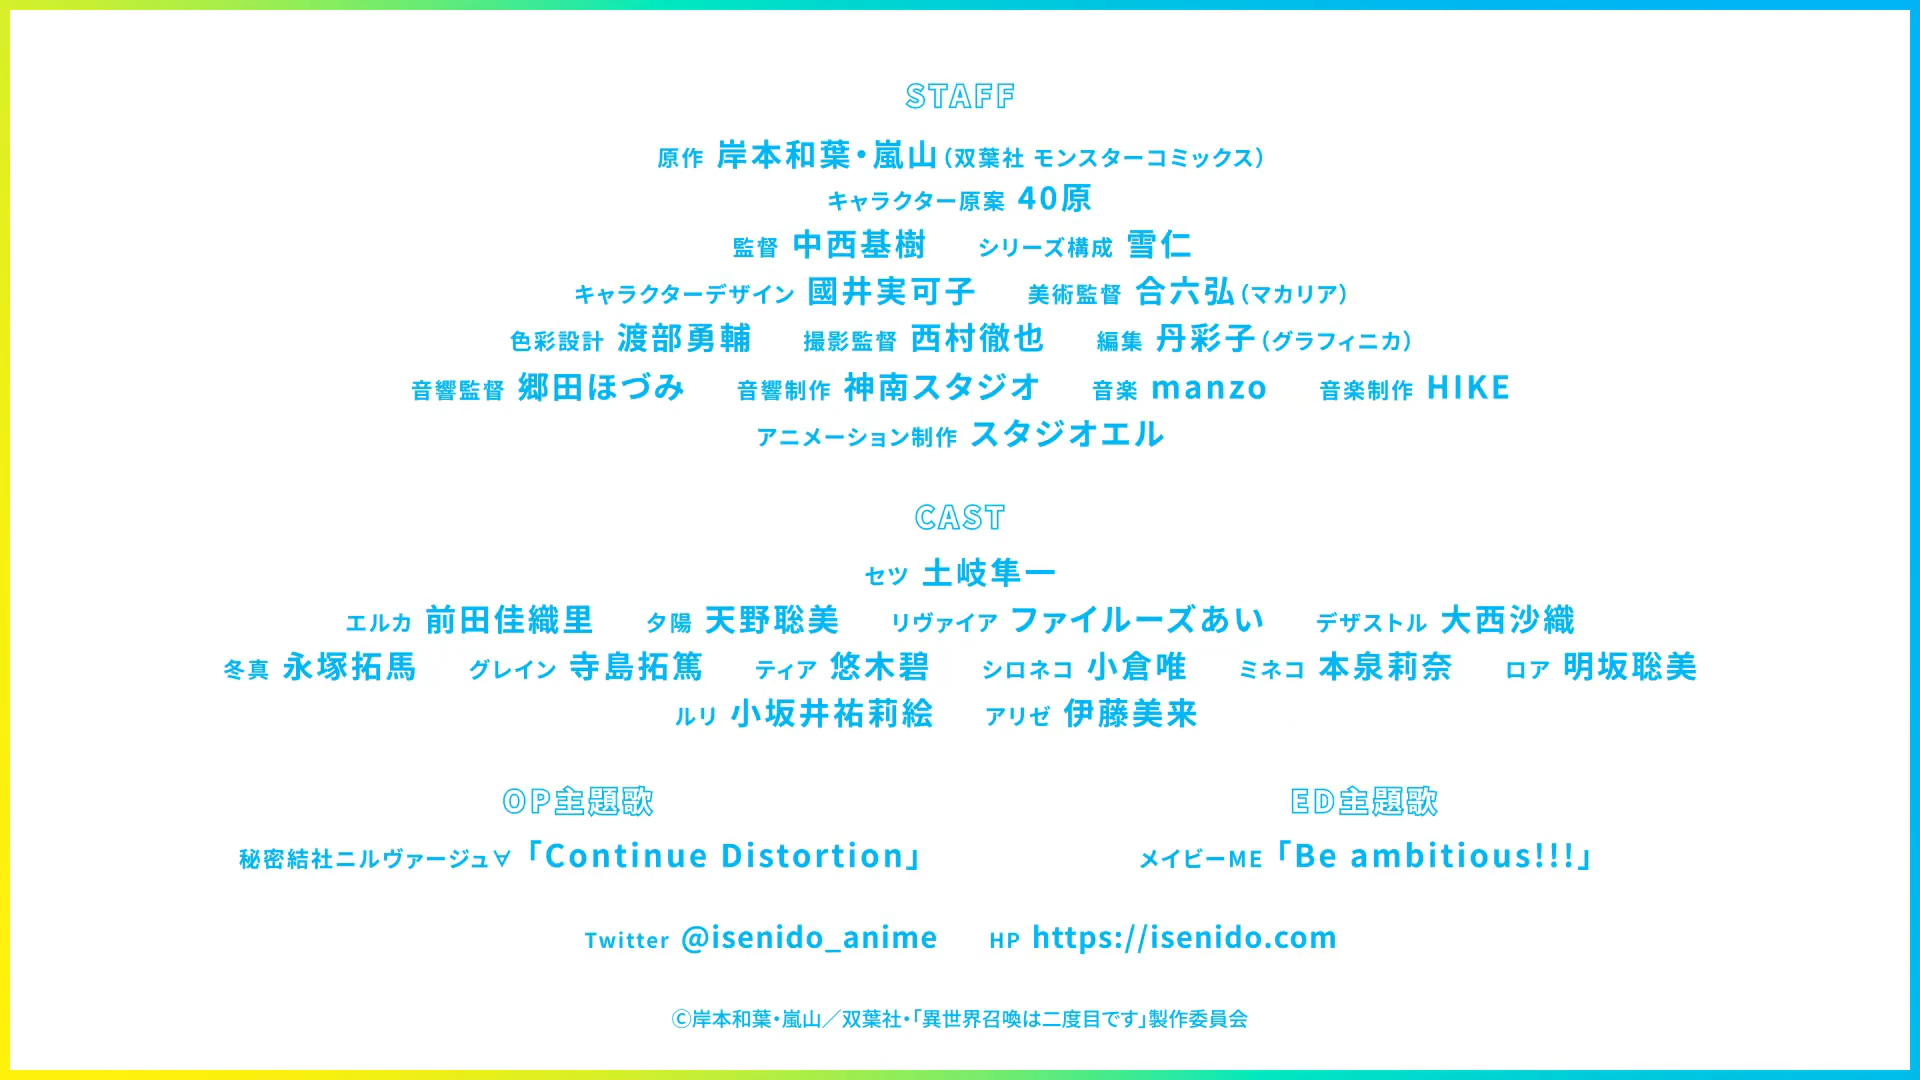 STAFF
原作 岸本和葉・嵐山（双葉社 モンスターコミックス）
キャラクター原案 40原
監督 中西基樹 シリーズ構成 雪仁
キャラクターデザイン 國井実可子 美術監督 合六弘（マカリア）
色彩設計 渡部勇輔 撮影監督 西村徹也 編集 丹彩子（グラフィニカ）
音響監督 郷田ほづみ 音響制作 神南スタジオ 音楽 manzo 音楽制作 HIKE
アニメーション制作 スタジオエル
CAST
セツ 土岐隼一
エルカ 前田佳織里 夕陽 天野聡美 リヴァイア ファイルーズあい デザストル 大西沙織
冬真 永塚拓馬 グレイン 寺島拓篤 ティア 悠木碧 シロネコ 小倉唯 ミネコ 本泉莉奈 ロア 明坂聡美
ルリ 小坂井祐莉絵 アリゼ 伊藤美来
OP主題歌
秘密結社ニルヴァージュ∀「Continue Distortion」
ED主題歌
メイビーME「Be ambitious!!!」
Twitter @isenido_anime HP https://isenido.com
©岸本和葉・嵐山／双葉社・「異世界召喚は二度目です」製作委員会